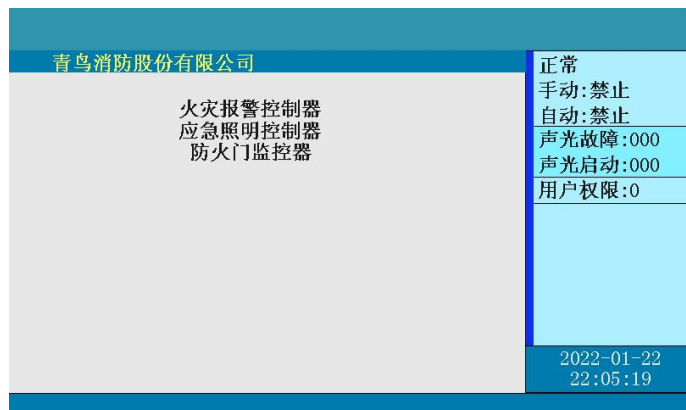 青鸟消防股份有限公司
火灾报警控制器
应急照明控制器
防火门监控器
正常
手动:禁止
自动:禁止
声光故障:000
声光启动:000
用户权限:0
2022-01-22
22:05:19